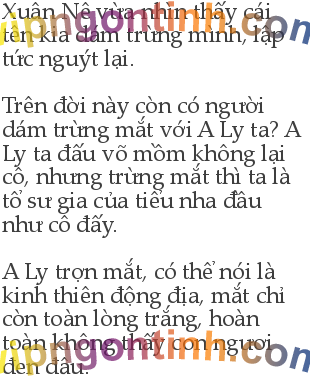 Xuân Nê vừa nhìn thấy cái
tên kia dám trừng mình, lập
tức nguýt lại.

Trên đời này còn có người
dám trừng mắt với A Ly ta? A
Ly ta đấu võ mồm không lại
cô, nhưng trừng mắt thì ta là
tổ sư gia của tiểu nha đầu
như cô đấy.

A Ly trợn mắt, có thể nói là
kinh thiên động địa, mắt chỉ
còn toàn lòng trắng, hoàn
toàn không thấy con ngươi
đen đâu.
vipngontinh.com
vipngontinh.com